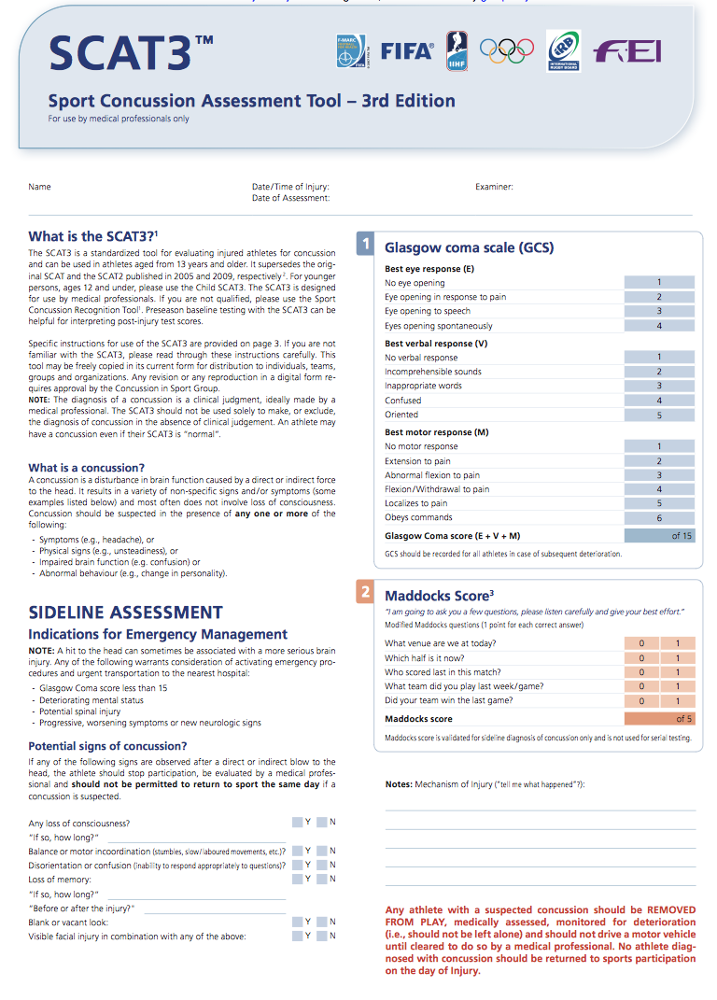 SCAT3™
FIFA®
F-MARC
FIFA
IIHF
iRB
INTERNATIONAL
RUGBY BOARD
FEI
Sport Concussion Assessment Tool – 3rd Edition
For use by medical professionals only
Name
Date/Time of Injury:
Date of Assessment:
Examiner:
What is the SCAT3?¹
The SCAT3 is a standardized tool for evaluating injured athletes for concussion
and can be used in athletes aged from 13 years and older. It supersedes the orig-
inal SCAT and the SCAT2 published in 2005 and 2009, respectively². For younger
persons, ages 12 and under, please use the Child SCAT3. The SCAT3 is designed
for use by medical professionals. If you are not qualified, please use the Sport
Concussion Recognition Tool¹. Preseason baseline testing with the SCAT3 can be
helpful for interpreting post-injury test scores.
Specific instructions for use of the SCAT3 are provided on page 3. If you are not
familiar with the SCAT3, please read through these instructions carefully. This
tool may be freely copied in its current form for distribution to individuals, teams,
groups and organizations. Any revision or any reproduction in a digital form re-
quires approval by the Concussion in Sport Group.
NOTE: The diagnosis of a concussion is a clinical judgment, ideally made by a
medical professional. The SCAT3 should not be used solely to make, or exclude,
the diagnosis of concussion in the absence of clinical judgement. An athlete may
have a concussion even if their SCAT3 is “normal”.
What is a concussion?
A concussion is a disturbance in brain function caused by a direct or indirect force
to the head. It results in a variety of non-specific signs and/or symptoms (some
examples listed below) and most often does not involve loss of consciousness.
Concussion should be suspected in the presence of any one or more of the
following:
- Symptoms (e.g., headache), or
- Physical signs (e.g., unsteadiness), or
- Impaired brain function (e.g. confusion) or
- Abnormal behaviour (e.g., change in personality).
SIDELINE ASSESSMENT
Indications for Emergency Management
NOTE: A hit to the head can sometimes be associated with a more serious brain
injury. Any of the following warrants consideration of activating emergency pro-
cedures and urgent transportation to the nearest hospital:
- Glasgow Coma score less than 15
- Deteriorating mental status
- Potential spinal injury
- Progressive, worsening symptoms or new neurologic signs
Potential signs of concussion?
If any of the following signs are observed after a direct or indirect blow to the
head, the athlete should stop participation, be evaluated by a medical profes-
sional and should not be permitted to return to sport the same day if a
concussion is suspected.
Any loss of consciousness? Y N
“If so, how long?“
Balance or motor incoordination (stumbles, slow/laboured movements, etc.)? Y N
Disorientation or confusion (inability to respond appropriately to questions)? Y N
Loss of memory: Y N
“If so, how long?“
“Before or after the injury?"
Blank or vacant look: Y N
Visible facial injury in combination with any of the above: Y N
1
Glasgow coma scale (GCS)
Best eye response (E)
No eye opening 1
Eye opening in response to pain 2
Eye opening to speech 3
Eyes opening spontaneously 4
Best verbal response (V)
No verbal response 1
Incomprehensible sounds 2
Inappropriate words 3
Confused 4
Oriented 5
Best motor response (M)
No motor response 1
Extension to pain 2
Abnormal flexion to pain 3
Flexion/Withdrawal to pain 4
Localizes to pain 5
Obeys commands 6
Glasgow Coma score (E + V + M) of 15
GCS should be recorded for all athletes in case of subsequent deterioration.
2
Maddocks Score³
“I am going to ask you a few questions, please listen carefully and give your best effort.”
Modified Maddocks questions (1 point for each correct answer)
What venue are we at today? 0 1
Which half is it now? 0 1
Who scored last in this match? 0 1
What team did you play last week/game? 0 1
Did your team win the last game? 0 1
Maddocks score of 5
Maddocks score is validated for sideline diagnosis of concussion only and is not used for serial testing.
Notes: Mechanism of Injury (“tell me what happened”?):
Any athlete with a suspected concussion should be REMOVED
FROM PLAY, medically assessed, monitored for deterioration
(i.e., should not be left alone) and should not drive a motor vehicle
until cleared to do so by a medical professional. No athlete diag-
nosed with concussion should be returned to sports participation
on the day of Injury.